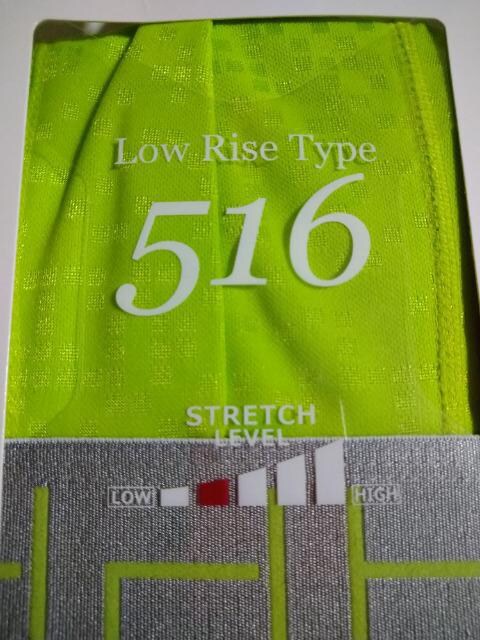 Low Rise Type
516
STRETCH
LEVEL
LOW HIGH